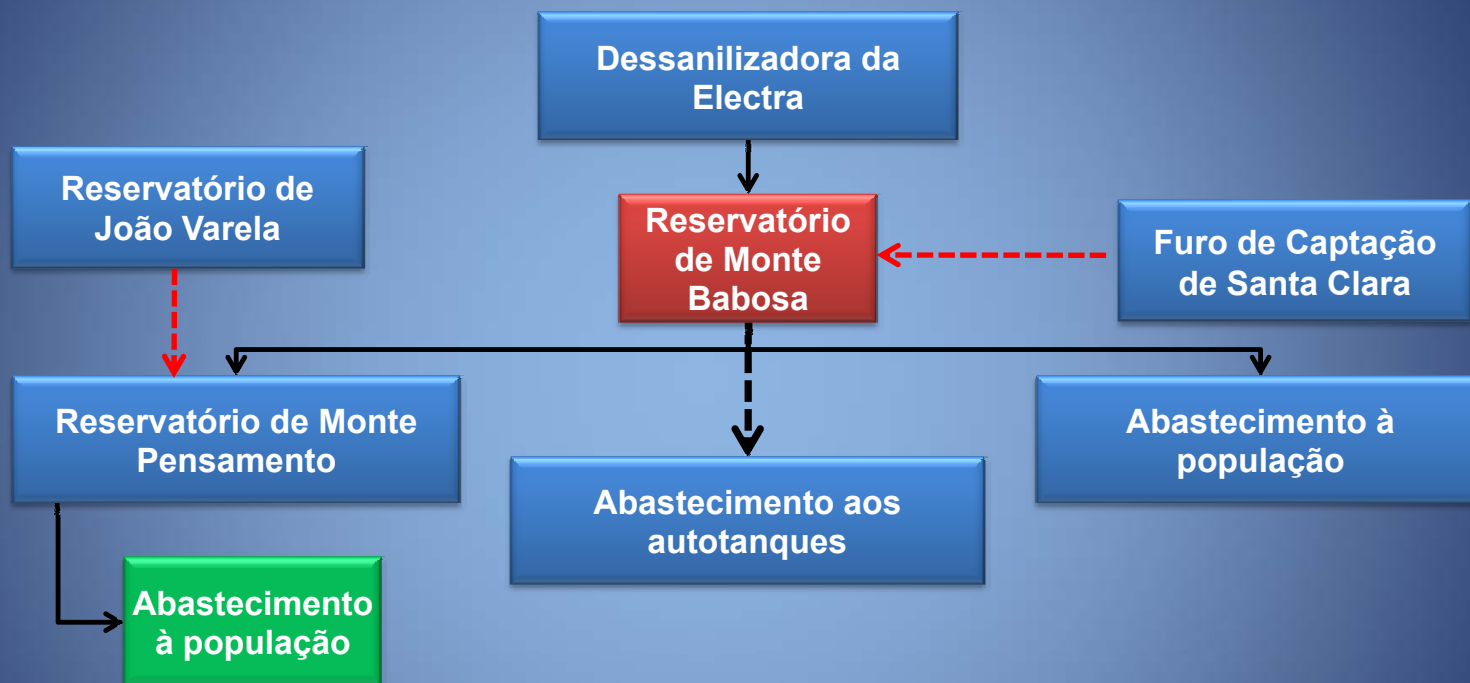 Dessanilizadora da
Electra
Reservatório de
João Varela
Reservatório
de Monte
Babosa
Furo de Captação
de Santa Clara
Reservatório de Monte
Pensamento
Abastecimento aos
autotanques
Abastecimento à
população
Abastecimento
à população